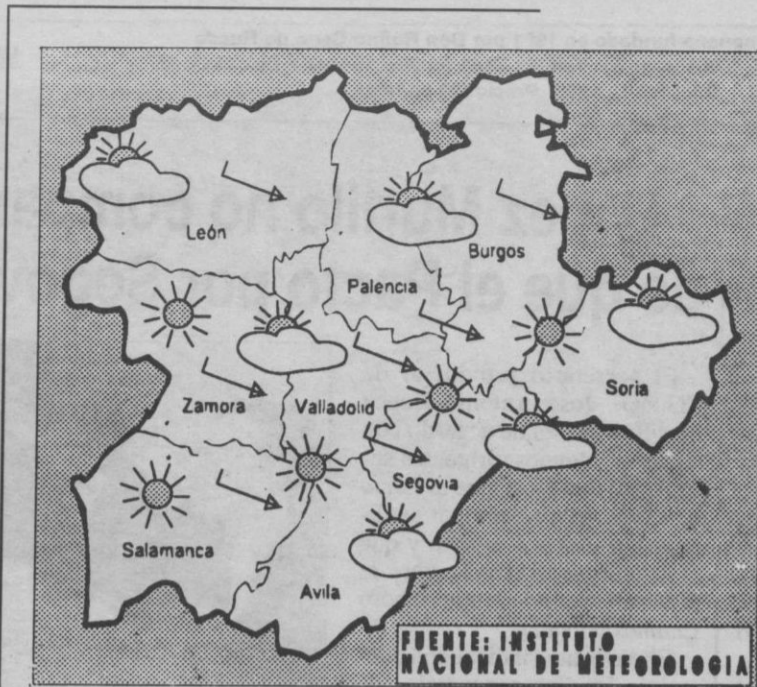 León
Burgos
Palencia
Soria
Zamora
Valladolid
Segovia
Salamanca
Avila
FUENTE: INSTITUTO
NACIONAL DE METEOROLOGIA